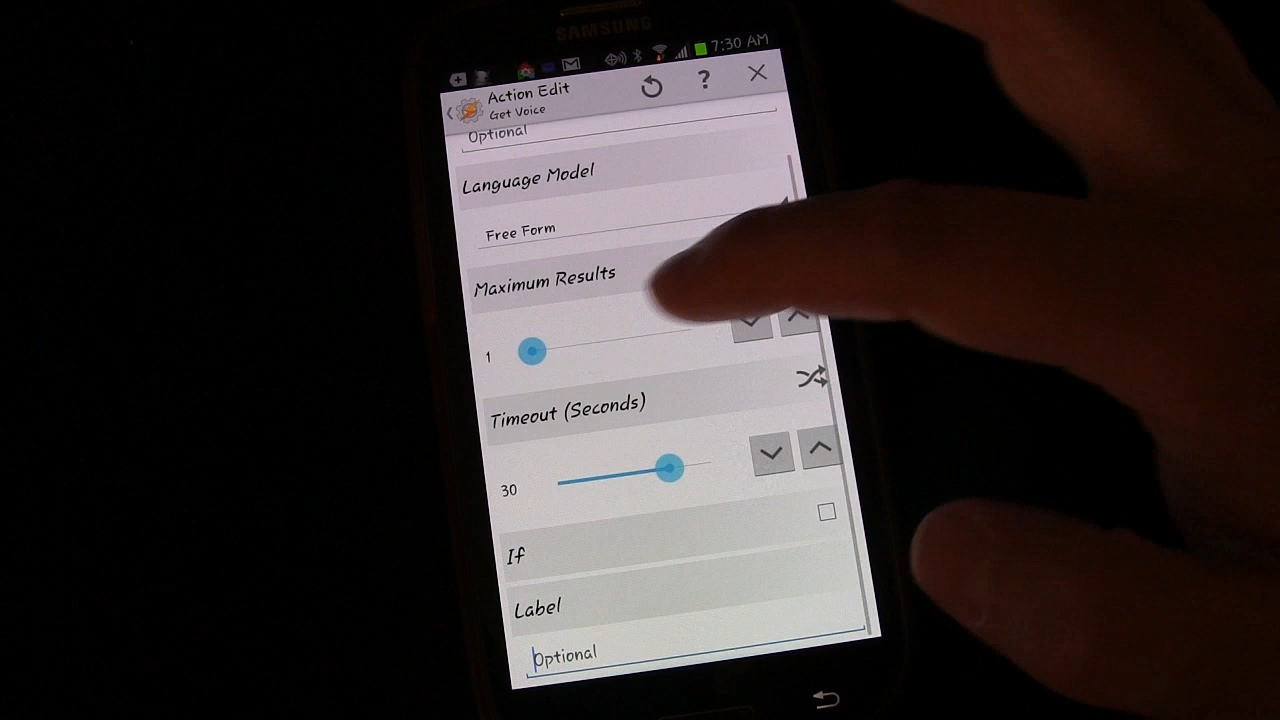 SAMSUNG
7:30 AM
Action Edit
Get Voice
Optional
Language Model
Free Form
Maximum Results
1
Timeout (Seconds)
30
If
Label
Optional